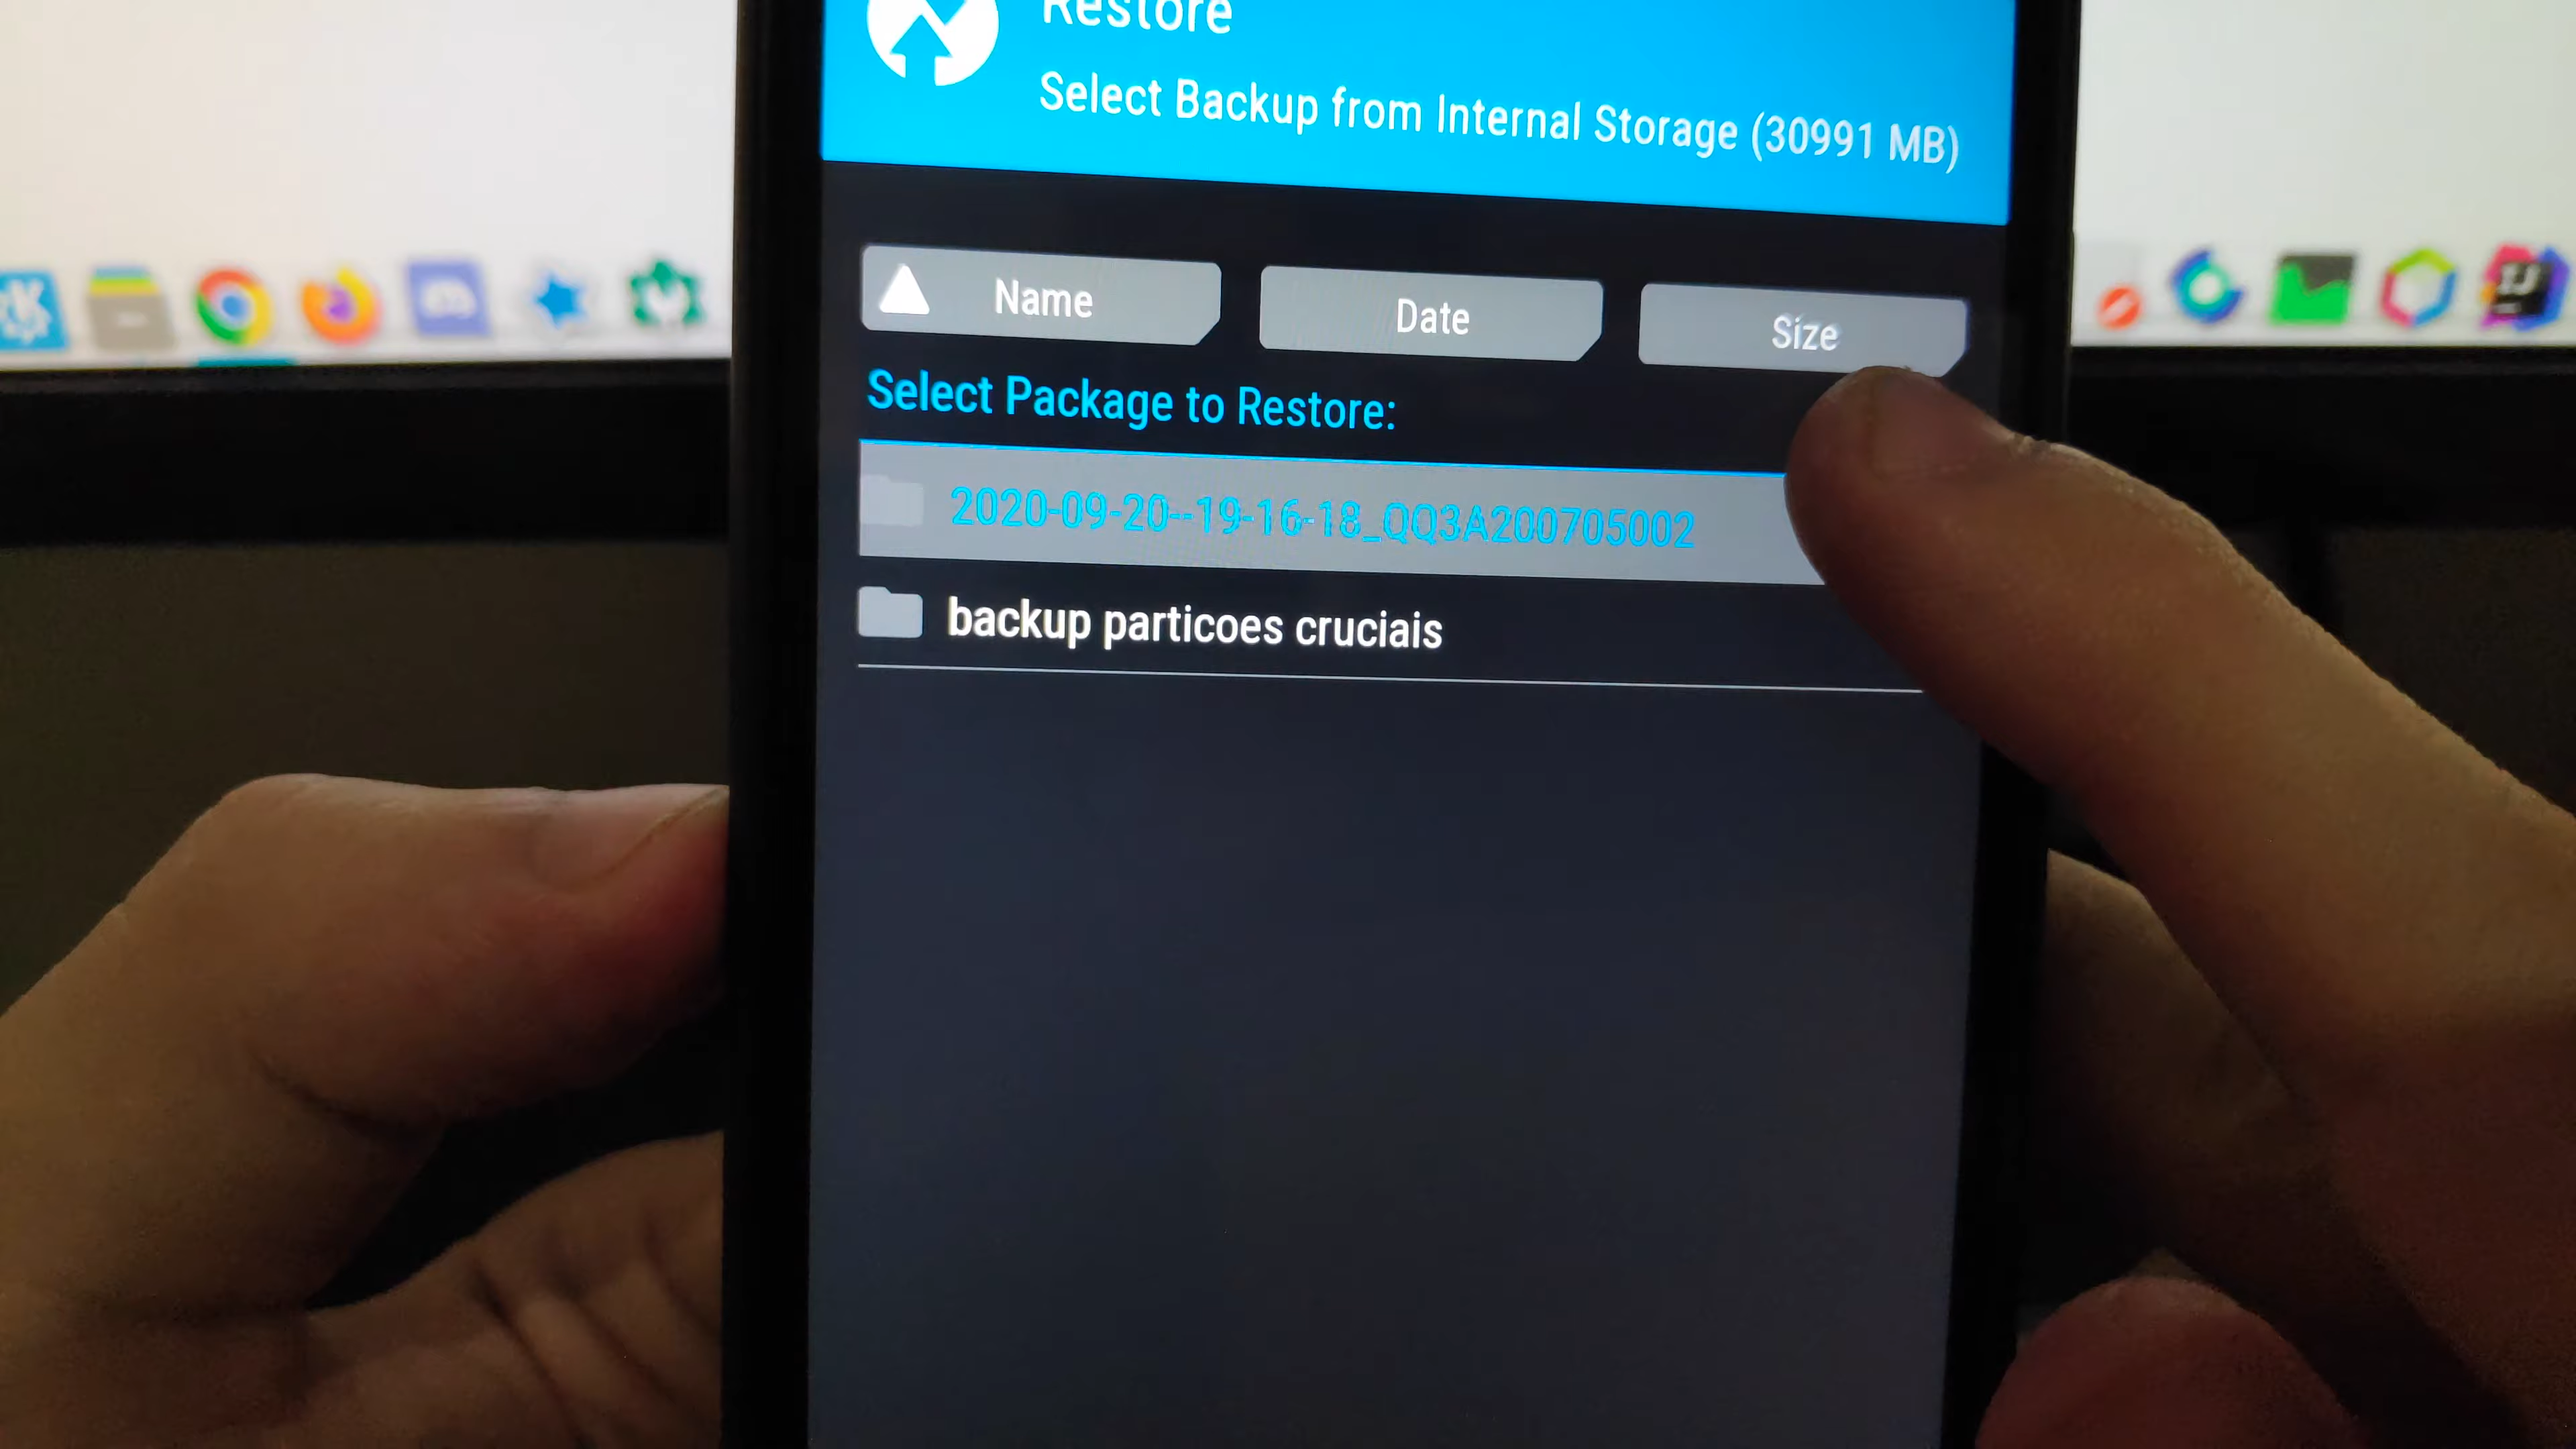 Restore
Select Backup from Internal Storage (30991 MB)
Name
Date
Size
Select Package to Restore:
2020-09-20--19-16-18_QQ3A200705002
backup particoes cruciais
IJ